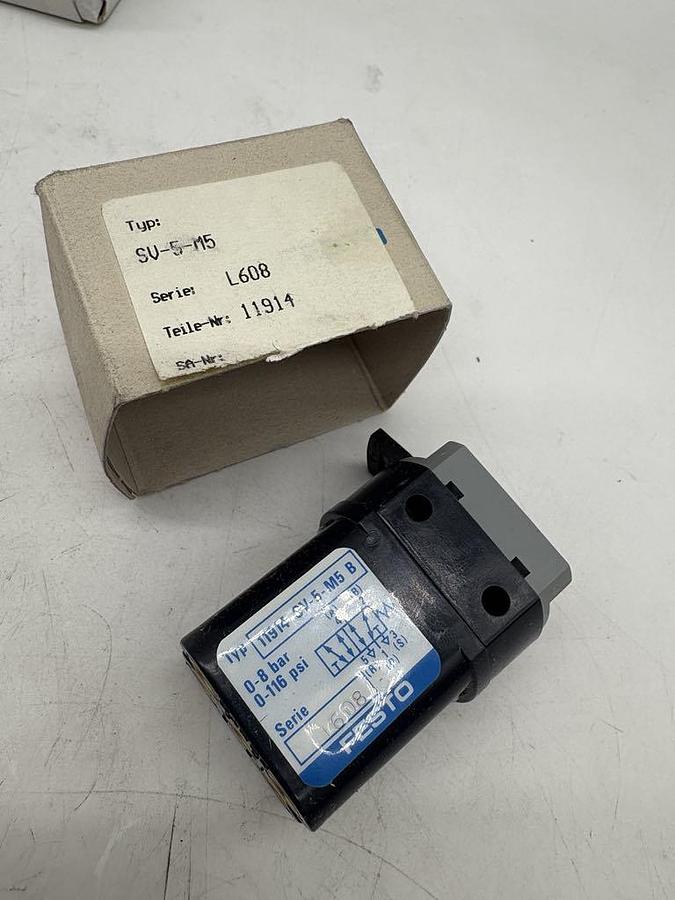 Typ:
SV-5-M5
Serie: L608
Teile-Nr: 11914
SA-Nr:
Typ 11914 SV-5-M5 B
0-8 bar
0-116 psi
Serie L608
FESTO